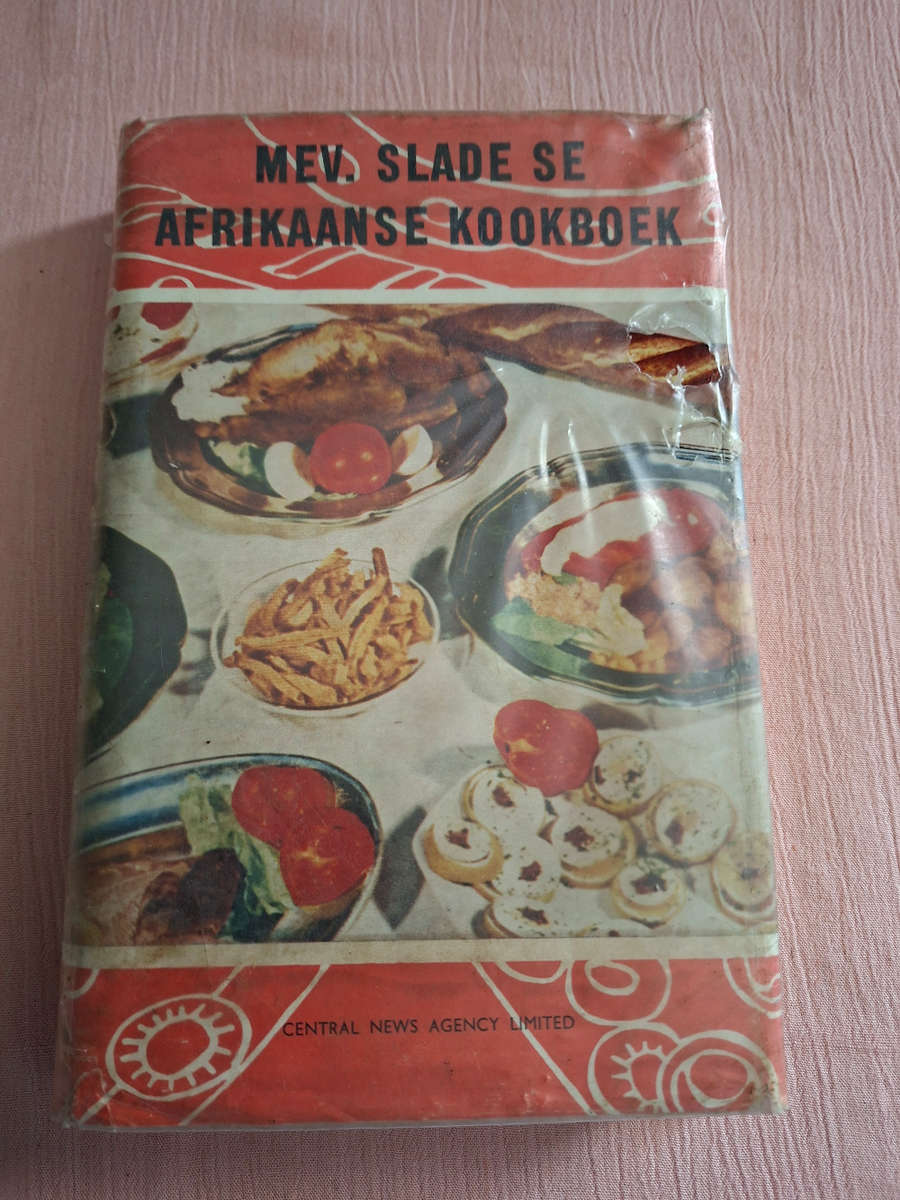 MEV. SLADE SE
AFRIKAANSE KOOKBOEK
CENTRAL NEWS AGENCY LIMITED